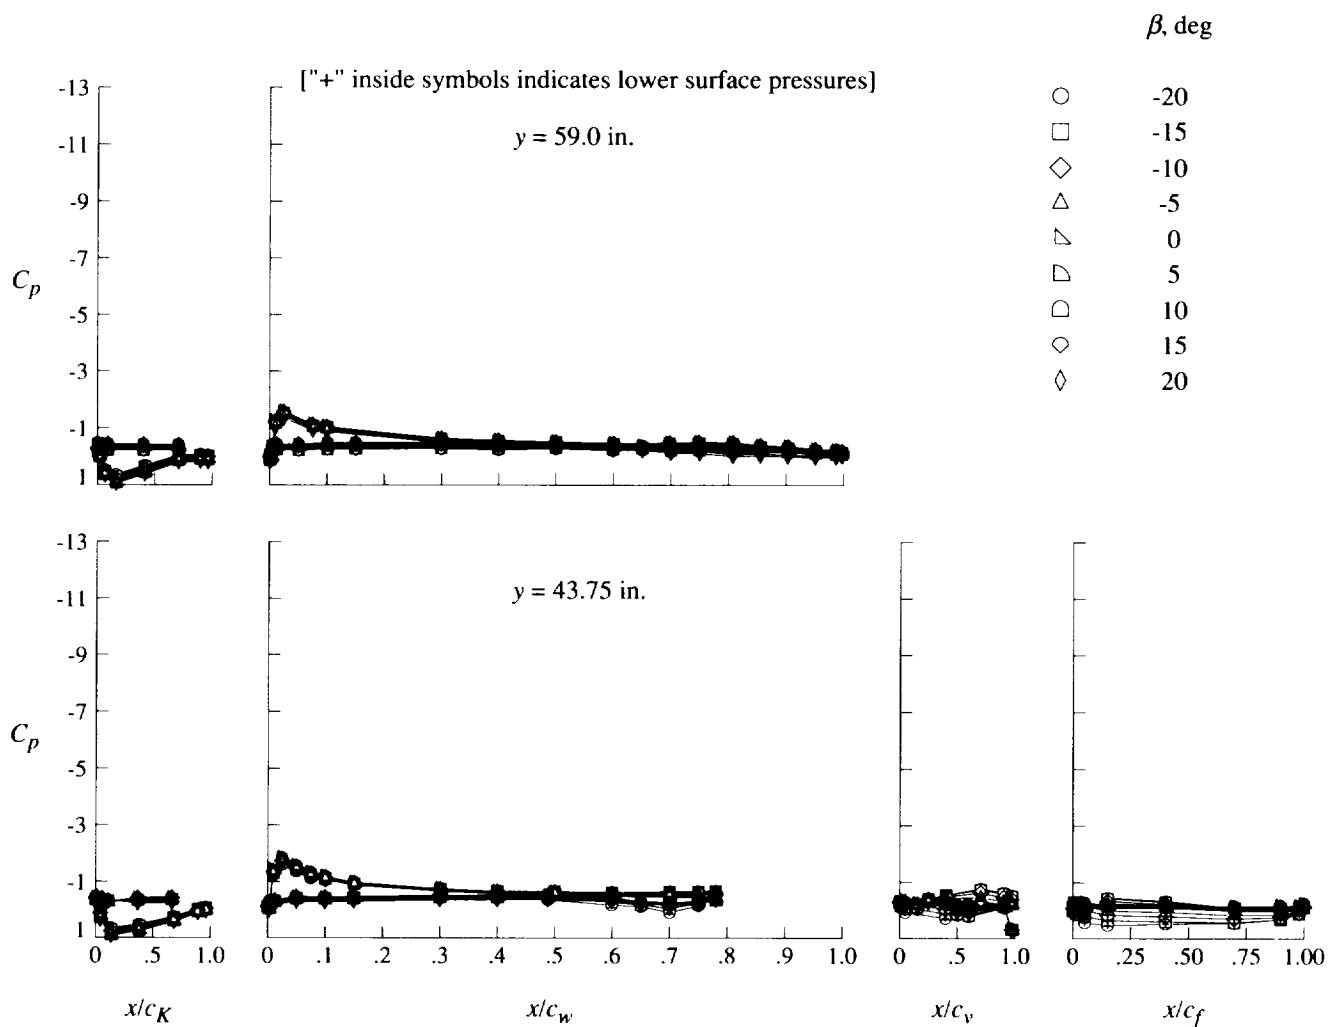 β, deg
["+" inside symbols indicates lower surface pressures]
-20
-15
-10
-5
0
5
10
15
20
y = 59.0 in.
-13
-11
-9
-7
-5
-3
-1
1
C_p
y = 43.75 in.
-13
-11
-9
-7
-5
-3
-1
1
C_p
0 .5 1.0
0 .1 .2 .3 .4 .5 .6 .7 .8 .9 1.0
0 .5 1.0
0 .25 .50 .75 1.00
x/c_K
x/c_w
x/c_v
x/c_f